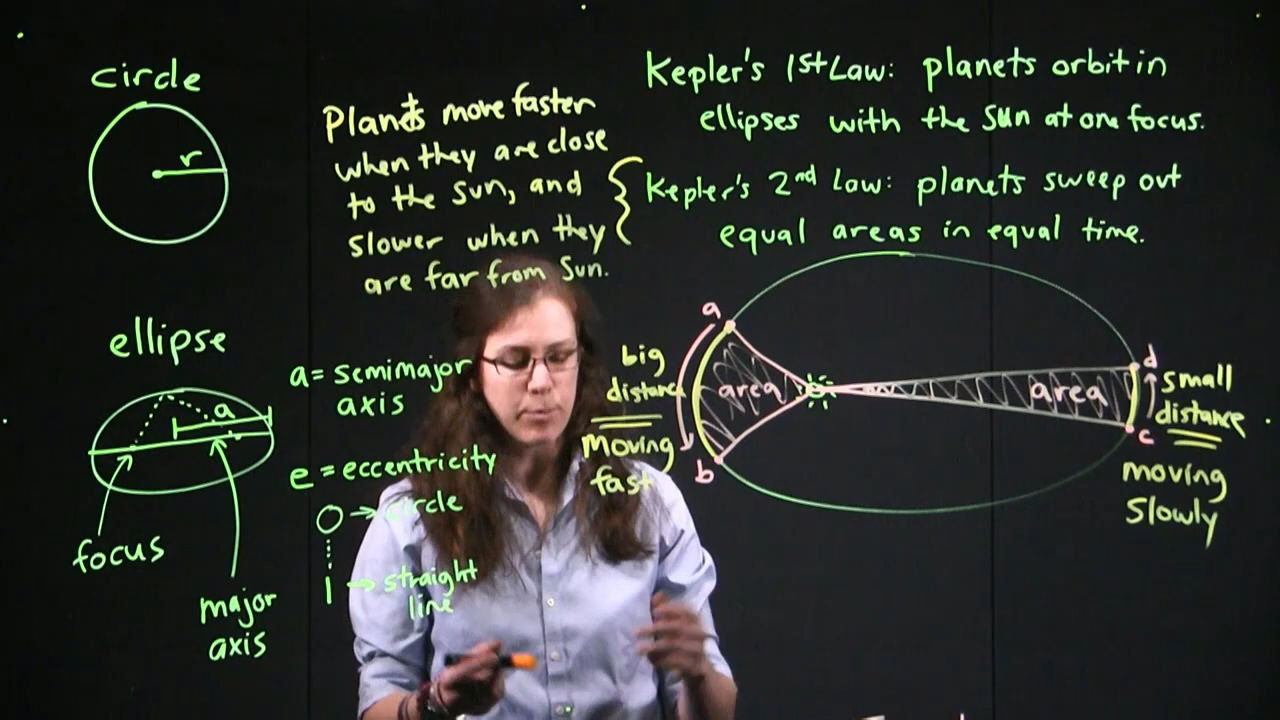 circle
r
Planets move faster
when they are close
to the Sun, and
slower when they
are far from Sun.
Kepler's 1st Law: planets orbit in
ellipses with the Sun at one focus.
Kepler's 2nd Law: planets sweep out
equal areas in equal time.
ellipse
a
focus
major
axis
a = semimajor
axis
e = eccentricity
0 → circle
1 → straight
line
a
b
big
distance
moving
fast
area
area
d
c
small
distance
moving
slowly